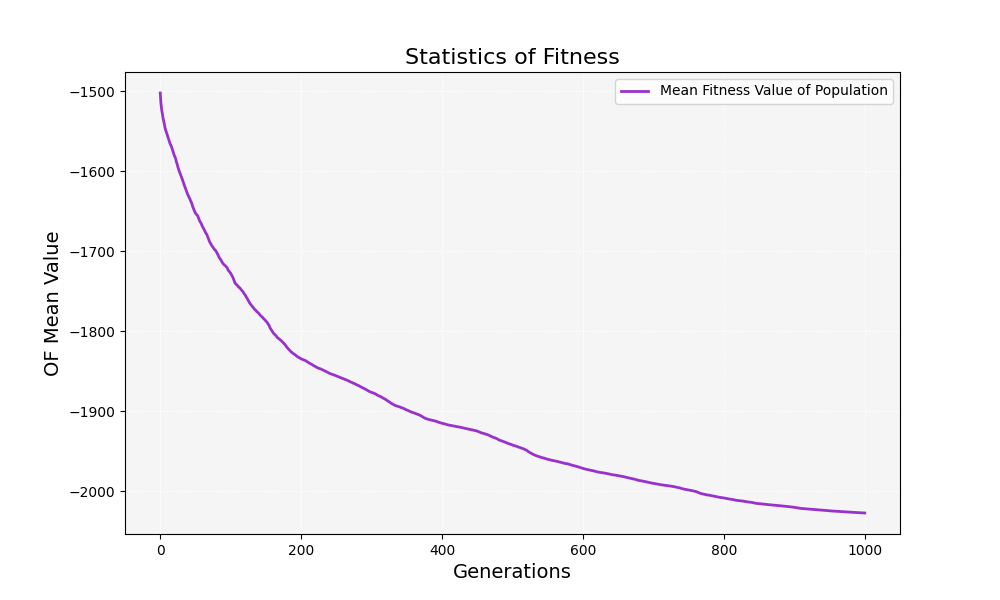 Statistics of Fitness
Mean Fitness Value of Population
OF Mean Value
−1500
−1600
−1700
−1800
−1900
−2000
0 200 400 600 800 1000
Generations